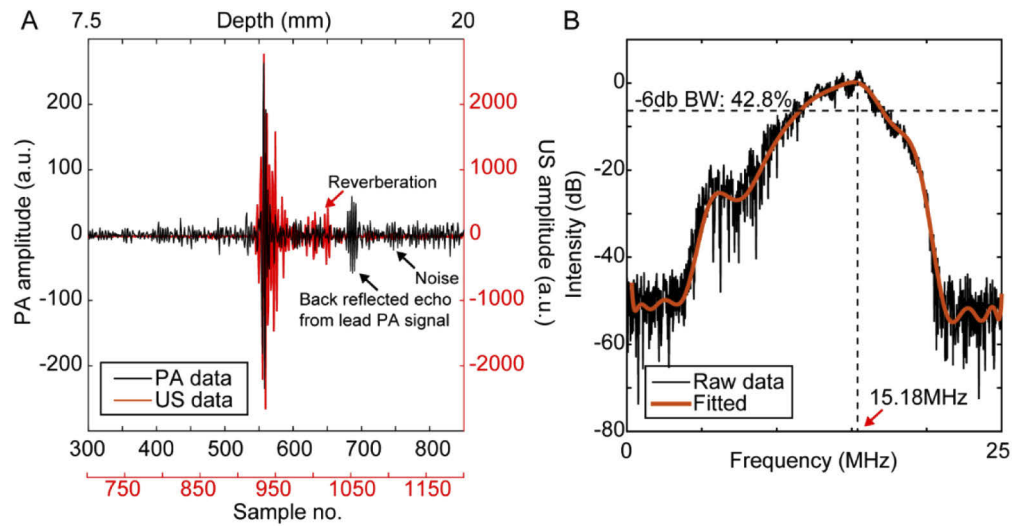 A
7.5
Depth (mm)
20
PA amplitude (a.u.)
200
100
0
-100
-200
2000
1000
0
-1000
-2000
US amplitude (a.u.)
Reverberation
Noise
Back reflected echo
from lead PA signal
PA data
US data
300 400 500 600 700 800
750 850 950 1050 1150
Sample no.
B
Intensity (dB)
0
-20
-40
-60
-80
-6db BW: 42.8%
Raw data
Fitted
15.18MHz
0
25
Frequency (MHz)